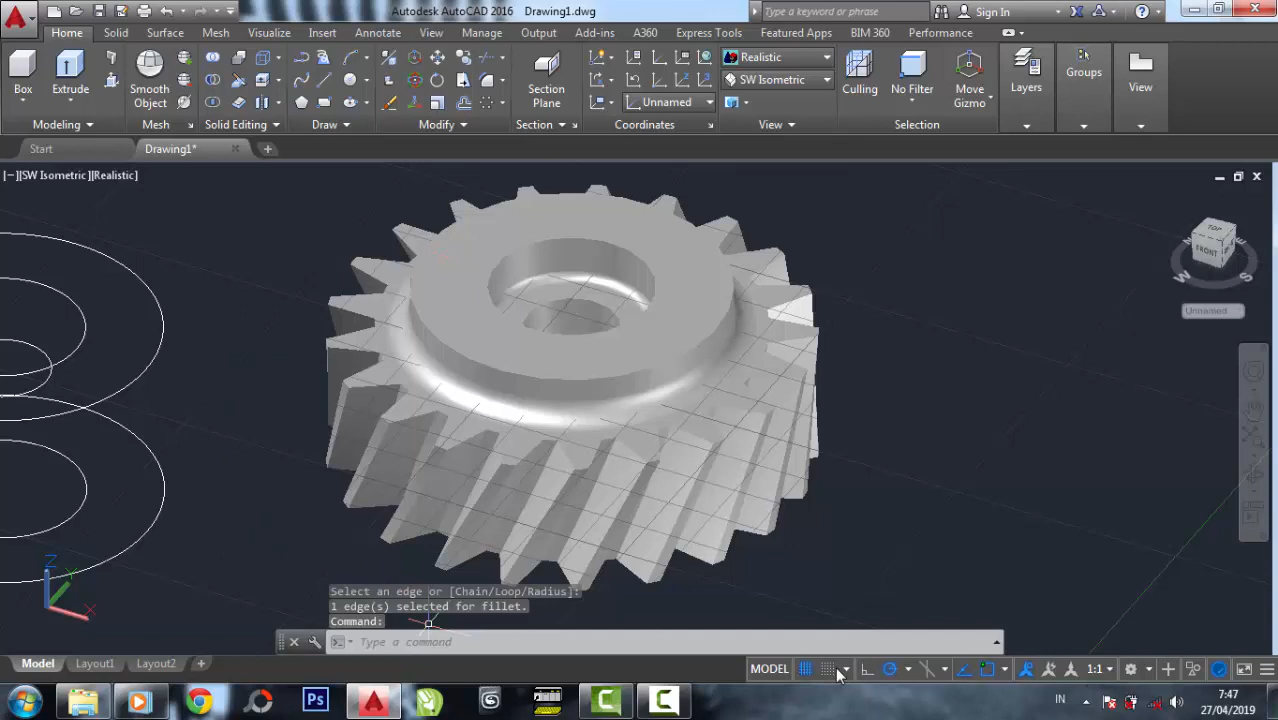 Autodesk AutoCAD 2016 Drawing1.dwg
Type a keyword or phrase
Sign In
Home Solid Surface Mesh Visualize Insert Annotate View Manage Output Add-ins A360 Express Tools Featured Apps BIM 360 Performance
Box
Extrude
Smooth
Object
Section
Plane
Realistic
SW Isometric
Unnamed
Culling
No Filter
Move
Gizmo
Layers
Groups
View
Modeling
Mesh
Solid Editing
Draw
Modify
Section
Coordinates
View
Selection
Start
Drawing1*
[−][SW Isometric][Realistic]
TOP
FRONT
W
S
E
Unnamed
Z
Y
X
Select an edge or [Chain/Loop/Radius]:
1 edge(s) selected for fillet.
Command:
Type a command
Model Layout1 Layout2
MODEL
1:1
Ps
IN
7:47
27/04/2019